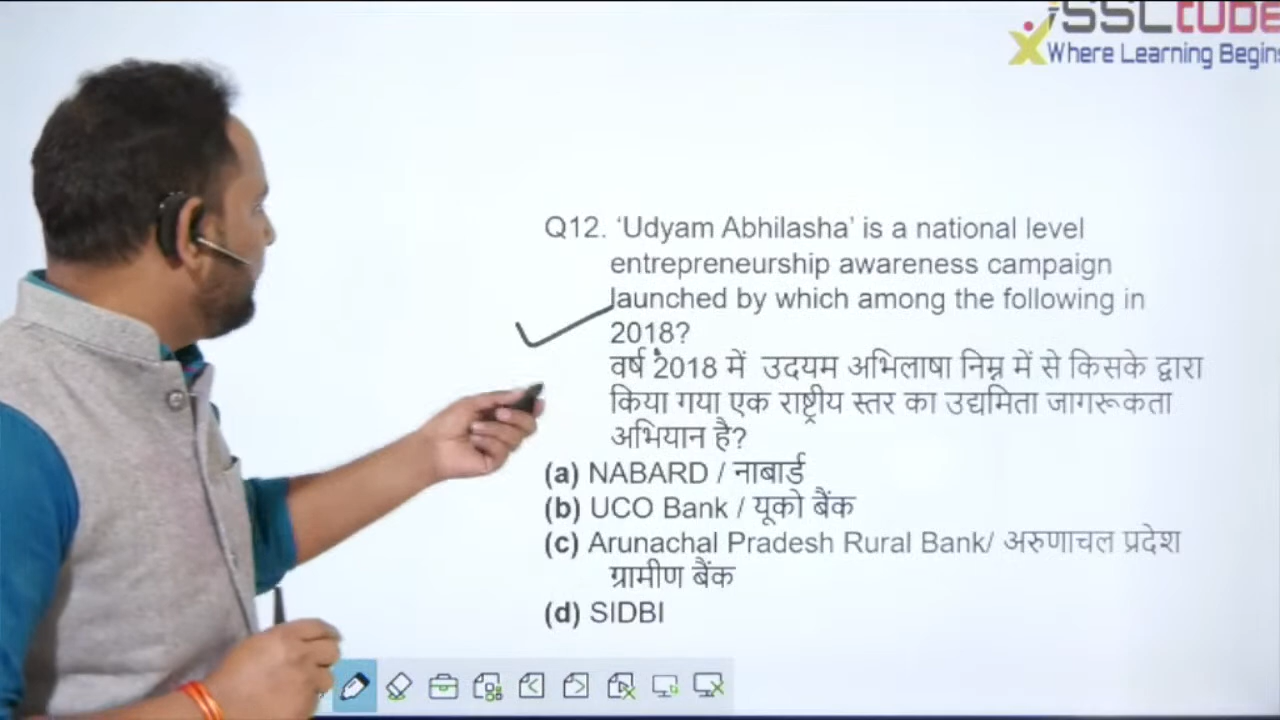 SSLtube
Where Learning Begins
Q12. ‘Udyam Abhilasha’ is a national level
entrepreneurship awareness campaign
launched by which among the following in
2018?
वर्ष 2018 में उदयम अभिलाषा निम्न में से किसके द्वारा
किया गया एक राष्ट्रीय स्तर का उद्यमिता जागरूकता
अभियान है?
(a) NABARD / नाबार्ड
(b) UCO Bank / यूको बैंक
(c) Arunachal Pradesh Rural Bank/ अरुणाचल प्रदेश
ग्रामीण बैंक
(d) SIDBI